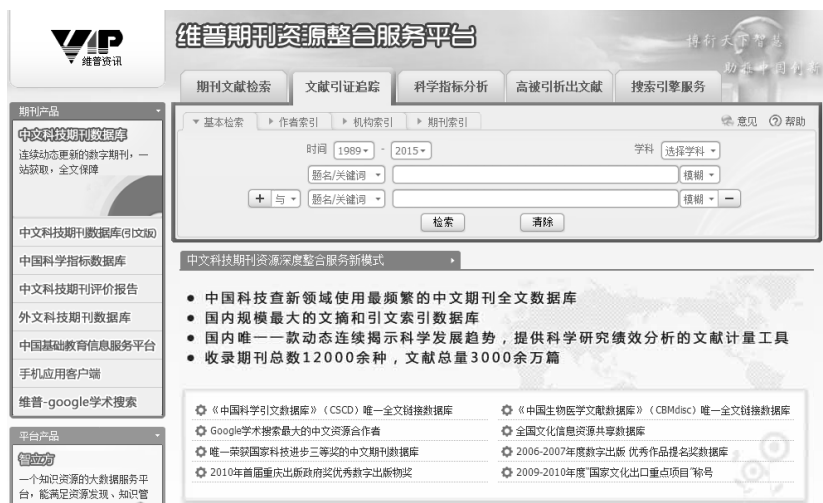 VIP
维普资讯
维普期刊资源整合服务平台
博析天下智慧
助力中国创新
期刊文献检索 文献引证追踪 科学指标分析 高被引析出文献 搜索引擎服务
期刊产品
中文科技期刊数据库
连续动态更新的数字期刊，一
站获取，全文保障
中文科技期刊数据库(引文版)
中国科学指标数据库
中文科技期刊评价报告
外文科技期刊数据库
中国基础教育信息服务平台
手机应用客户端
维普-google学术搜索
平台产品
智立方
一个知识资源的大数据服务平
台，能满足资源发现、知识管
基本检索 作者索引 机构索引 期刊索引 意见 帮助
时间 1989 - 2015 学科 选择学科
题名/关键词 模糊
+ 与 题名/关键词 模糊 −
检索 清除
中文科技期刊资源深度整合服务新模式
● 中国科技查新领域使用最频繁的中文期刊全文数据库
● 国内规模最大的文摘和引文索引数据库
● 国内唯一一款动态连续揭示科学发展趋势，提供科学研究绩效分析的文献计量工具
● 收录期刊总数12000余种，文献总量3000余万篇
《中国科学引文数据库》（CSCD）唯一全文链接数据库 《中国生物医学文献数据库》（CBMdisc）唯一全文链接数据库
Google学术搜索最大的中文资源合作者 全国文化信息资源共享数据库
唯一荣获国家科技进步三等奖的中文期刊数据库 2006-2007年度数字出版 优秀作品提名奖数据库
2010年首届重庆出版政府奖优秀数字出版物奖 2009-2010年度"国家文化出口重点项目"称号